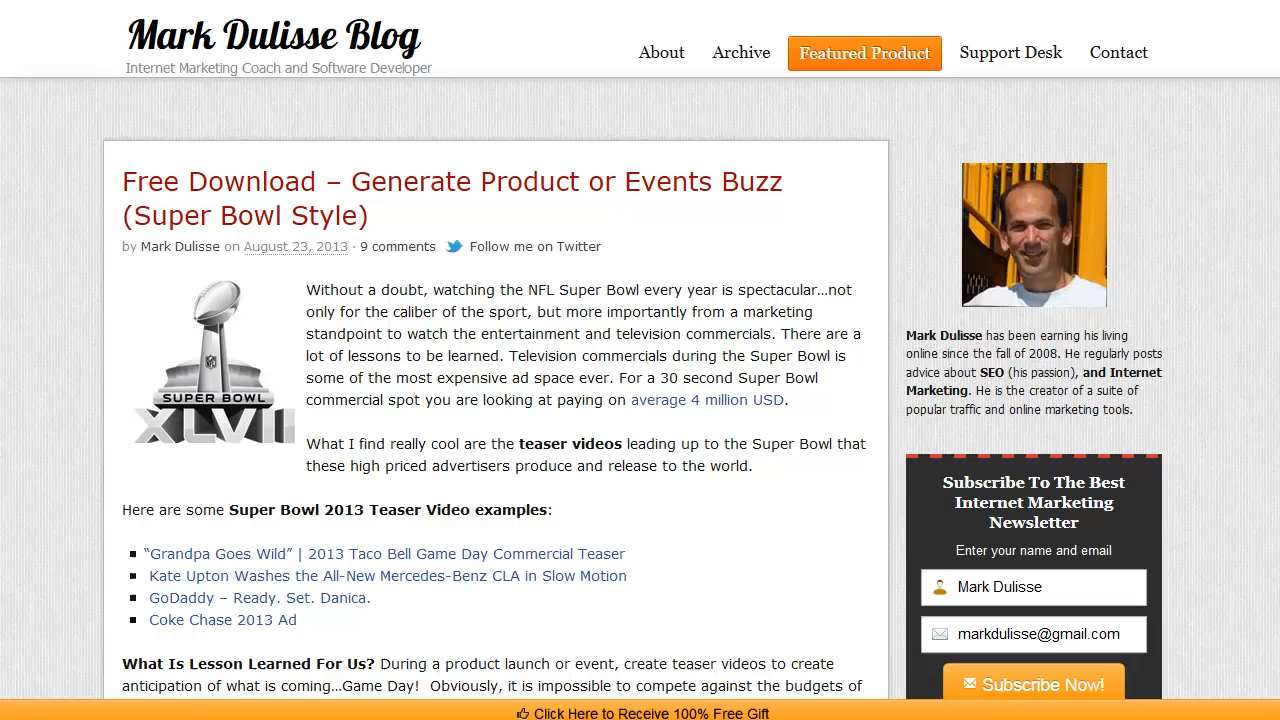 Mark Dulisse Blog
Internet Marketing Coach and Software Developer
About Archive Featured Product Support Desk Contact
Free Download – Generate Product or Events Buzz
(Super Bowl Style)
by Mark Dulisse on August 23, 2013 · 9 comments Follow me on Twitter
SUPER BOWL
XLVII
NFL
Without a doubt, watching the NFL Super Bowl every year is spectacular…not
only for the caliber of the sport, but more importantly from a marketing
standpoint to watch the entertainment and television commercials. There are a
lot of lessons to be learned. Television commercials during the Super Bowl is
some of the most expensive ad space ever. For a 30 second Super Bowl
commercial spot you are looking at paying on average 4 million USD.
What I find really cool are the teaser videos leading up to the Super Bowl that
these high priced advertisers produce and release to the world.
Here are some Super Bowl 2013 Teaser Video examples:
“Grandpa Goes Wild” | 2013 Taco Bell Game Day Commercial Teaser
Kate Upton Washes the All-New Mercedes-Benz CLA in Slow Motion
GoDaddy – Ready. Set. Danica.
Coke Chase 2013 Ad
What Is Lesson Learned For Us? During a product launch or event, create teaser videos to create
anticipation of what is coming…Game Day! Obviously, it is impossible to compete against the budgets of
Mark Dulisse has been earning his living
online since the fall of 2008. He regularly posts
advice about SEO (his passion), and Internet
Marketing. He is the creator of a suite of
popular traffic and online marketing tools.
Subscribe To The Best
Internet Marketing
Newsletter
Enter your name and email
Mark Dulisse
markdulisse@gmail.com
Subscribe Now!
Click Here to Receive 100% Free Gift